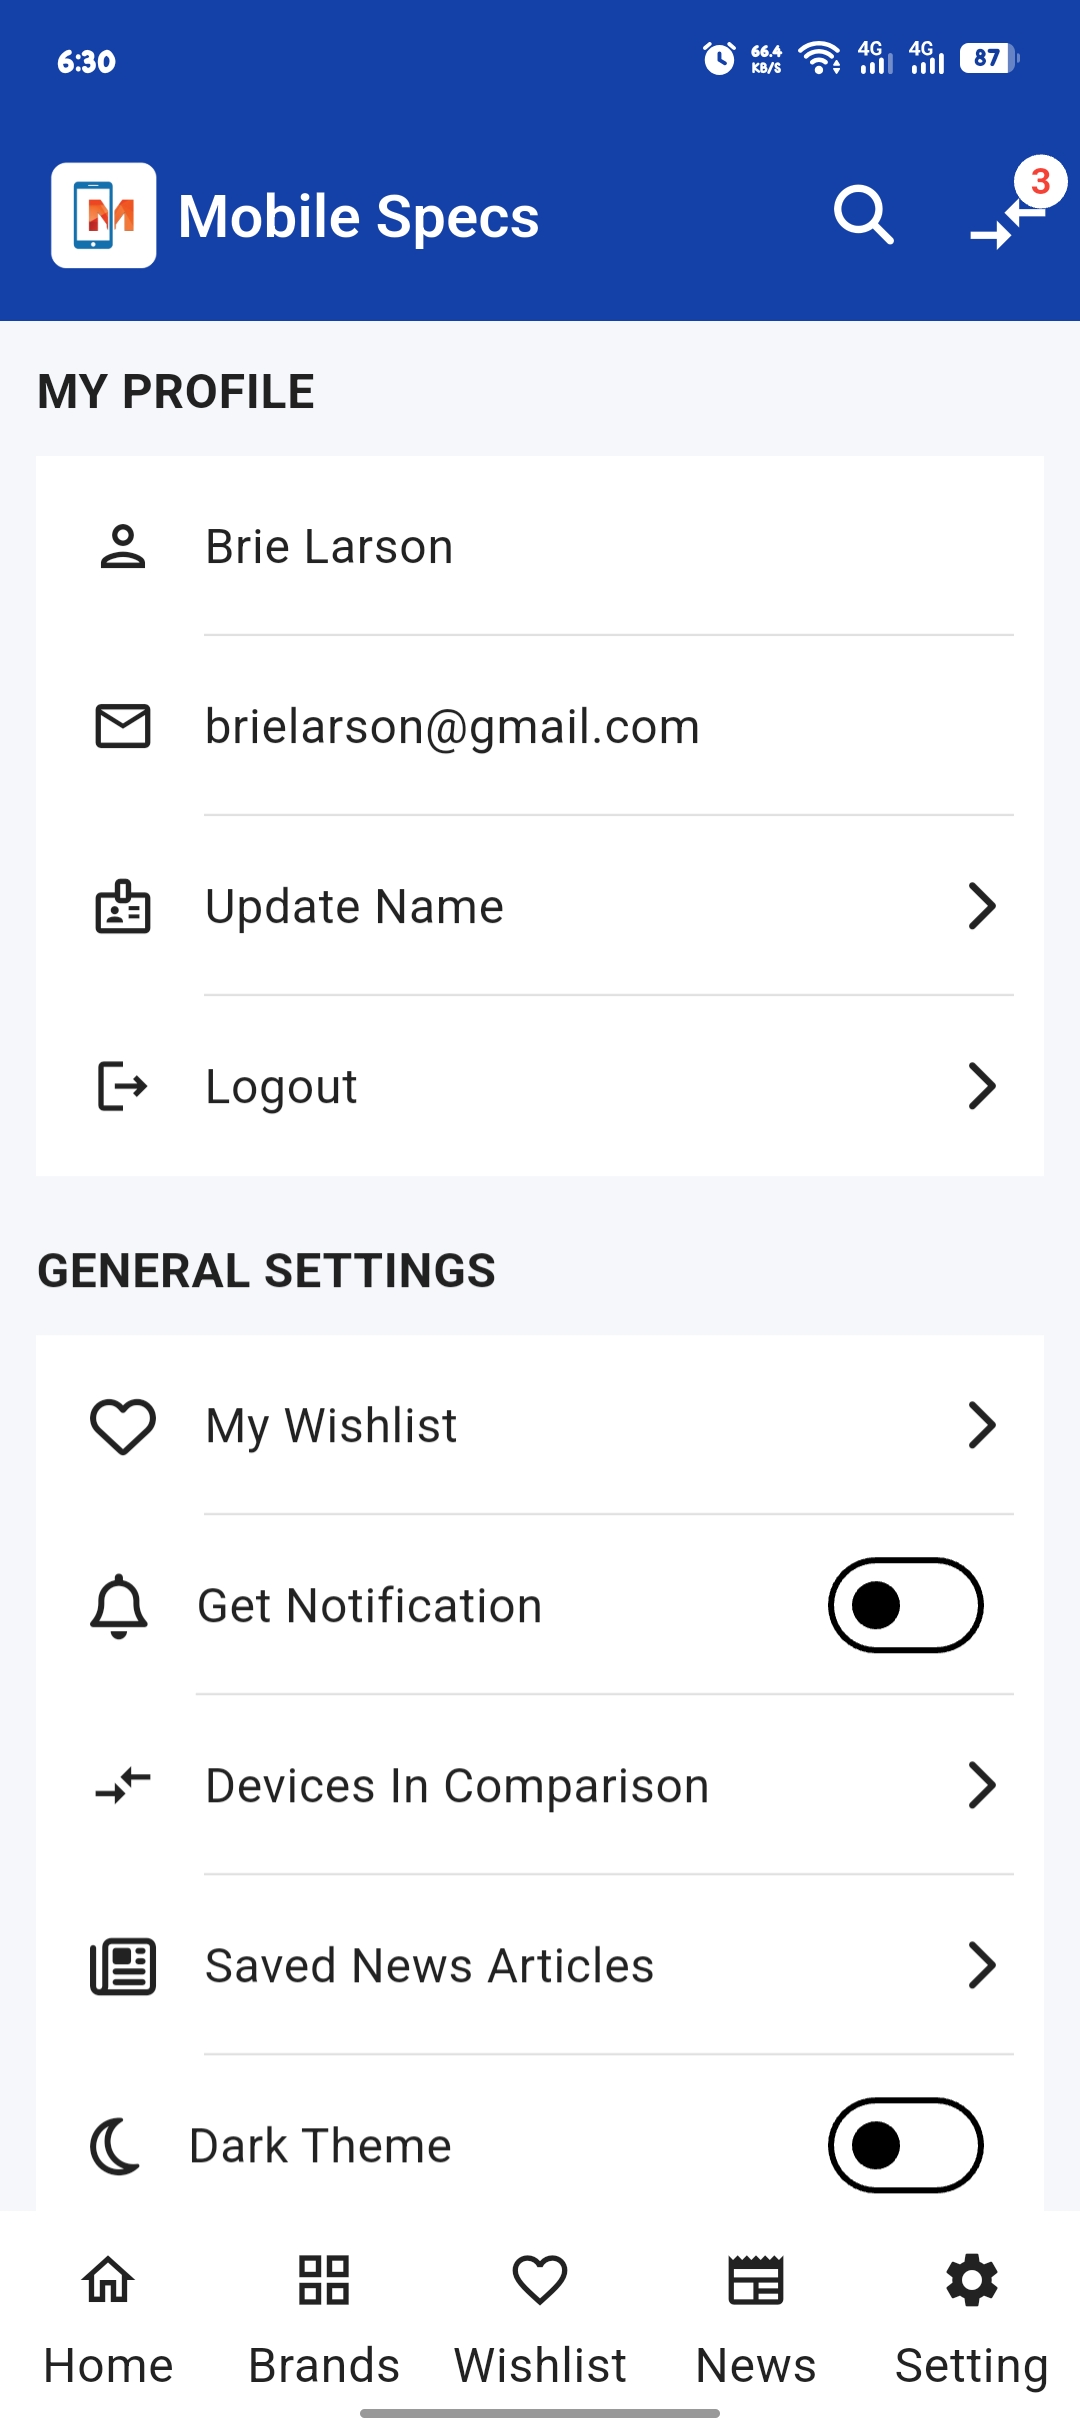 6:30
66.4
KB/S
4G
4G
87
M
Mobile Specs
3
MY PROFILE
Brie Larson
brielarson@gmail.com
Update Name
Logout
GENERAL SETTINGS
My Wishlist
Get Notification
Devices In Comparison
Saved News Articles
Dark Theme
Home
Brands
Wishlist
News
Setting